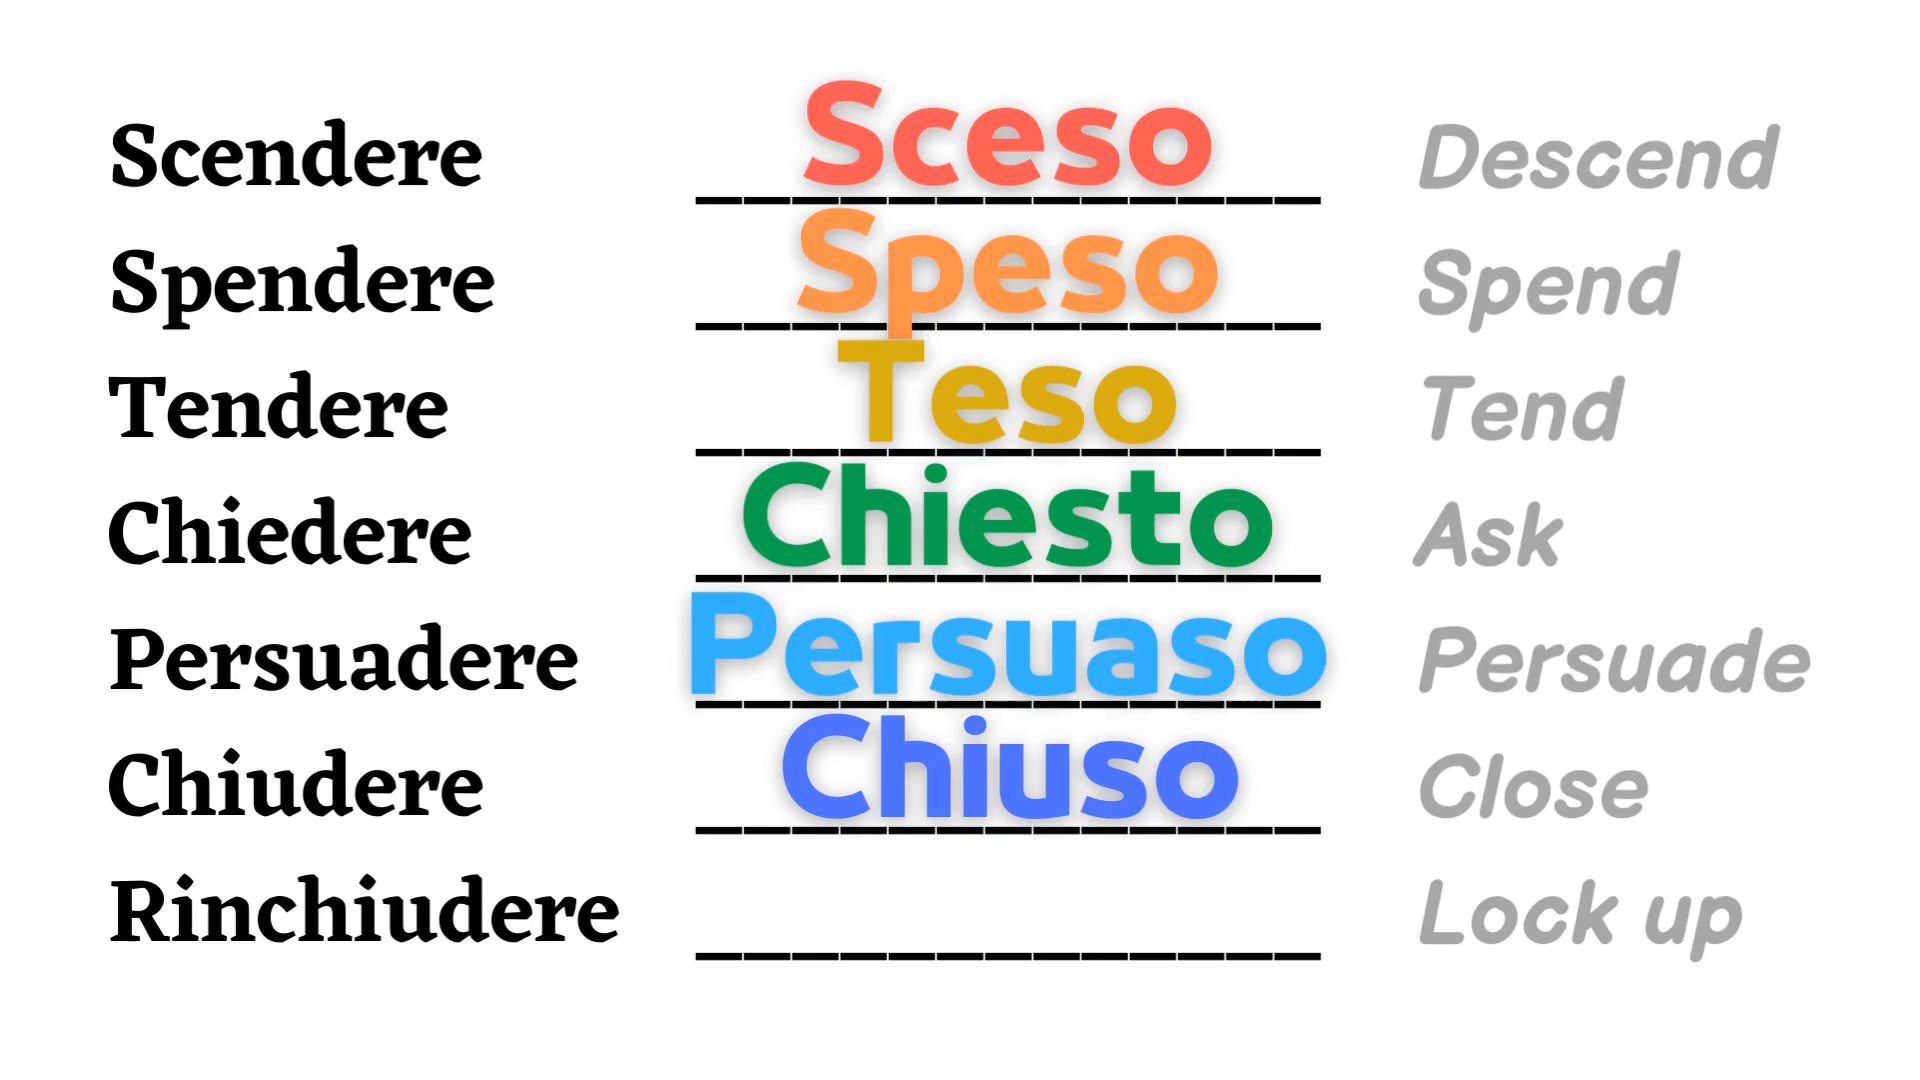 Scendere Sceso Descend
Spendere Speso Spend
Tendere Teso Tend
Chiedere Chiesto Ask
Persuadere Persuaso Persuade
Chiudere Chiuso Close
Rinchiudere _____________ Lock up